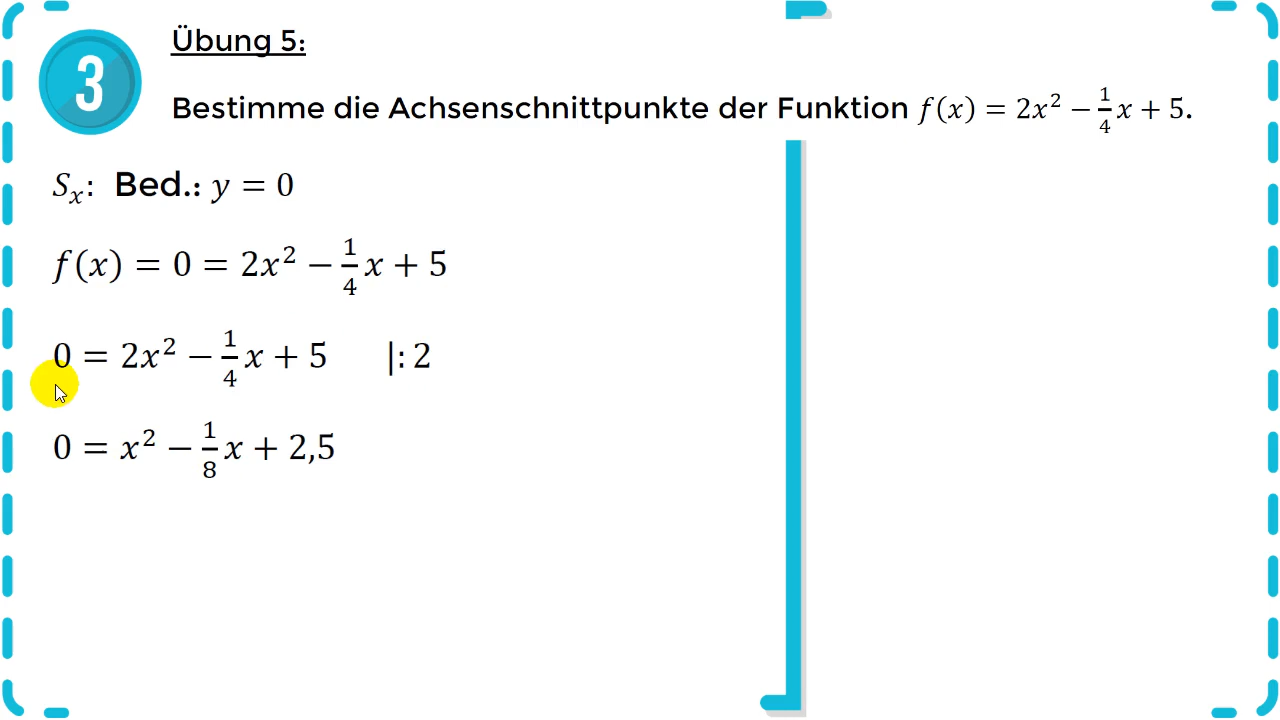 3
Übung 5:
Bestimme die Achsenschnittpunkte der Funktion f(x) = 2x² − 1/4 x + 5.
Sₓ: Bed.: y = 0
f(x) = 0 = 2x² − 1/4 x + 5
0 = 2x² − 1/4 x + 5 |: 2
0 = x² − 1/8 x + 2,5